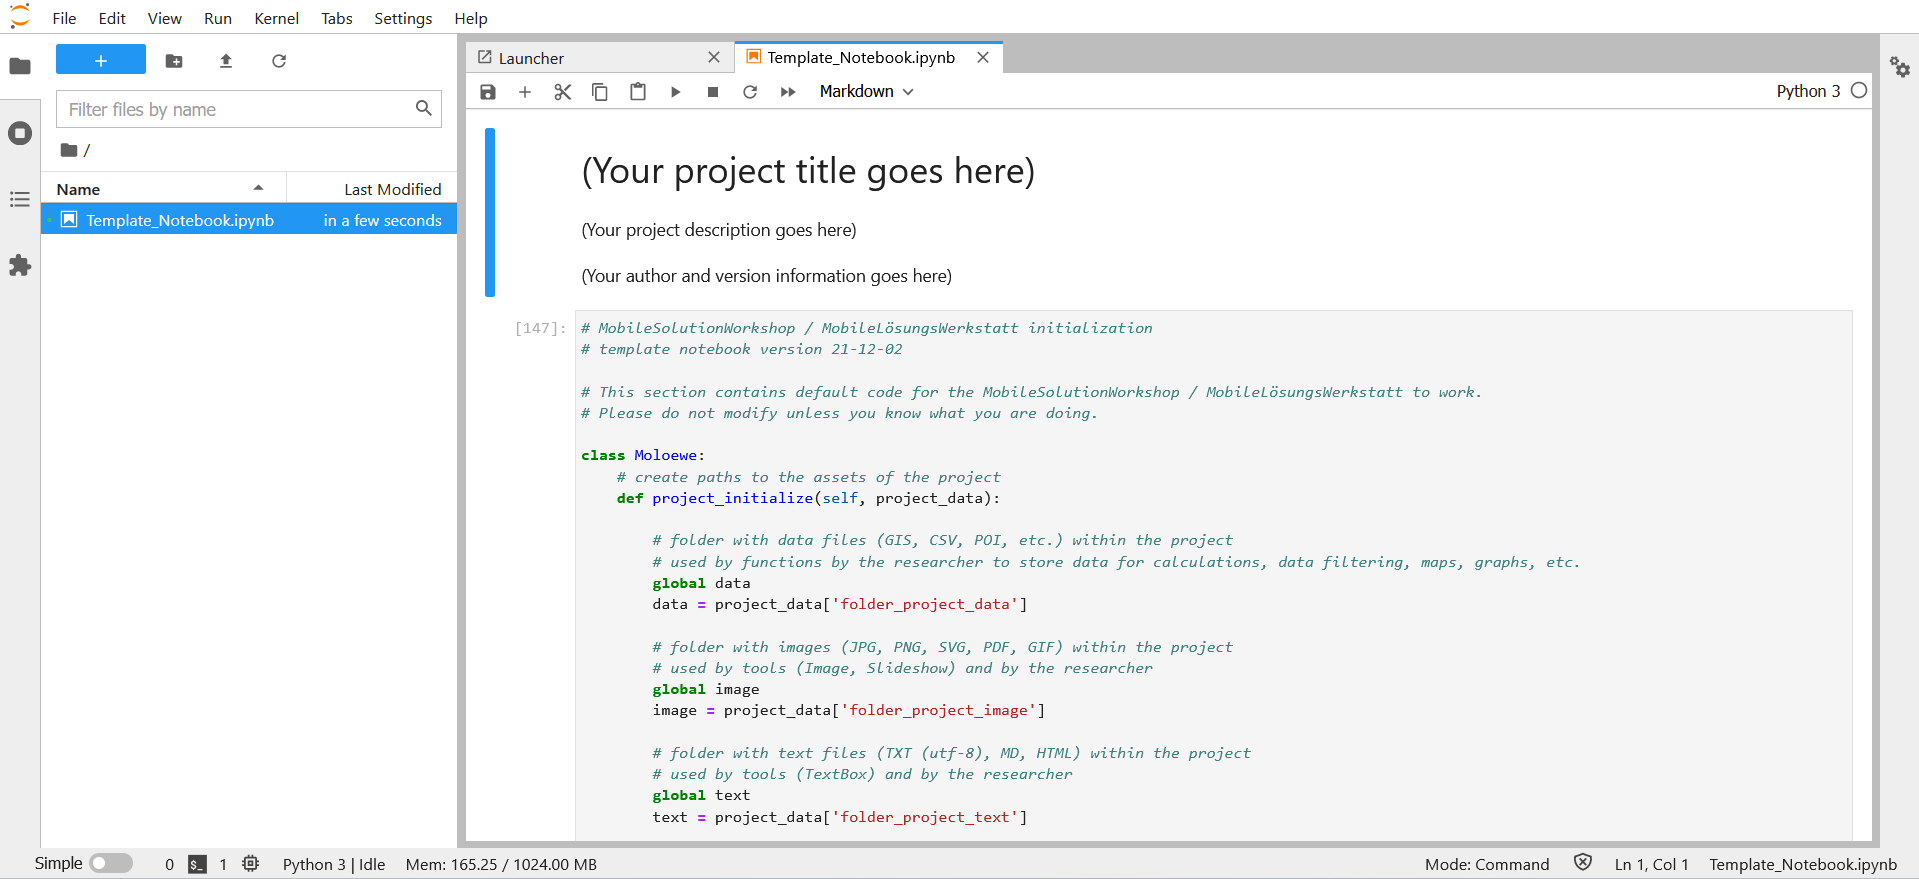 File Edit View Run Kernel Tabs Settings Help
Filter files by name
/
Name Last Modified
Template_Notebook.ipynb in a few seconds
Launcher Template_Notebook.ipynb
Markdown Python 3
(Your project title goes here)
(Your project description goes here)
(Your author and version information goes here)
[147]: # MobileSolutionWorkshop / MobileLösungsWerkstatt initialization
# template notebook version 21-12-02
# This section contains default code for the MobileSolutionWorkshop / MobileLösungsWerkstatt to work.
# Please do not modify unless you know what you are doing.
class Moloewe:
# create paths to the assets of the project
def project_initialize(self, project_data):
# folder with data files (GIS, CSV, POI, etc.) within the project
# used by functions by the researcher to store data for calculations, data filtering, maps, graphs, etc.
global data
data = project_data['folder_project_data']
# folder with images (JPG, PNG, SVG, PDF, GIF) within the project
# used by tools (Image, Slideshow) and by the researcher
global image
image = project_data['folder_project_image']
# folder with text files (TXT (utf-8), MD, HTML) within the project
# used by tools (TextBox) and by the researcher
global text
text = project_data['folder_project_text']
Simple 0 $_ 1 Python 3 | Idle Mem: 165.25 / 1024.00 MB Mode: Command Ln 1, Col 1 Template_Notebook.ipynb